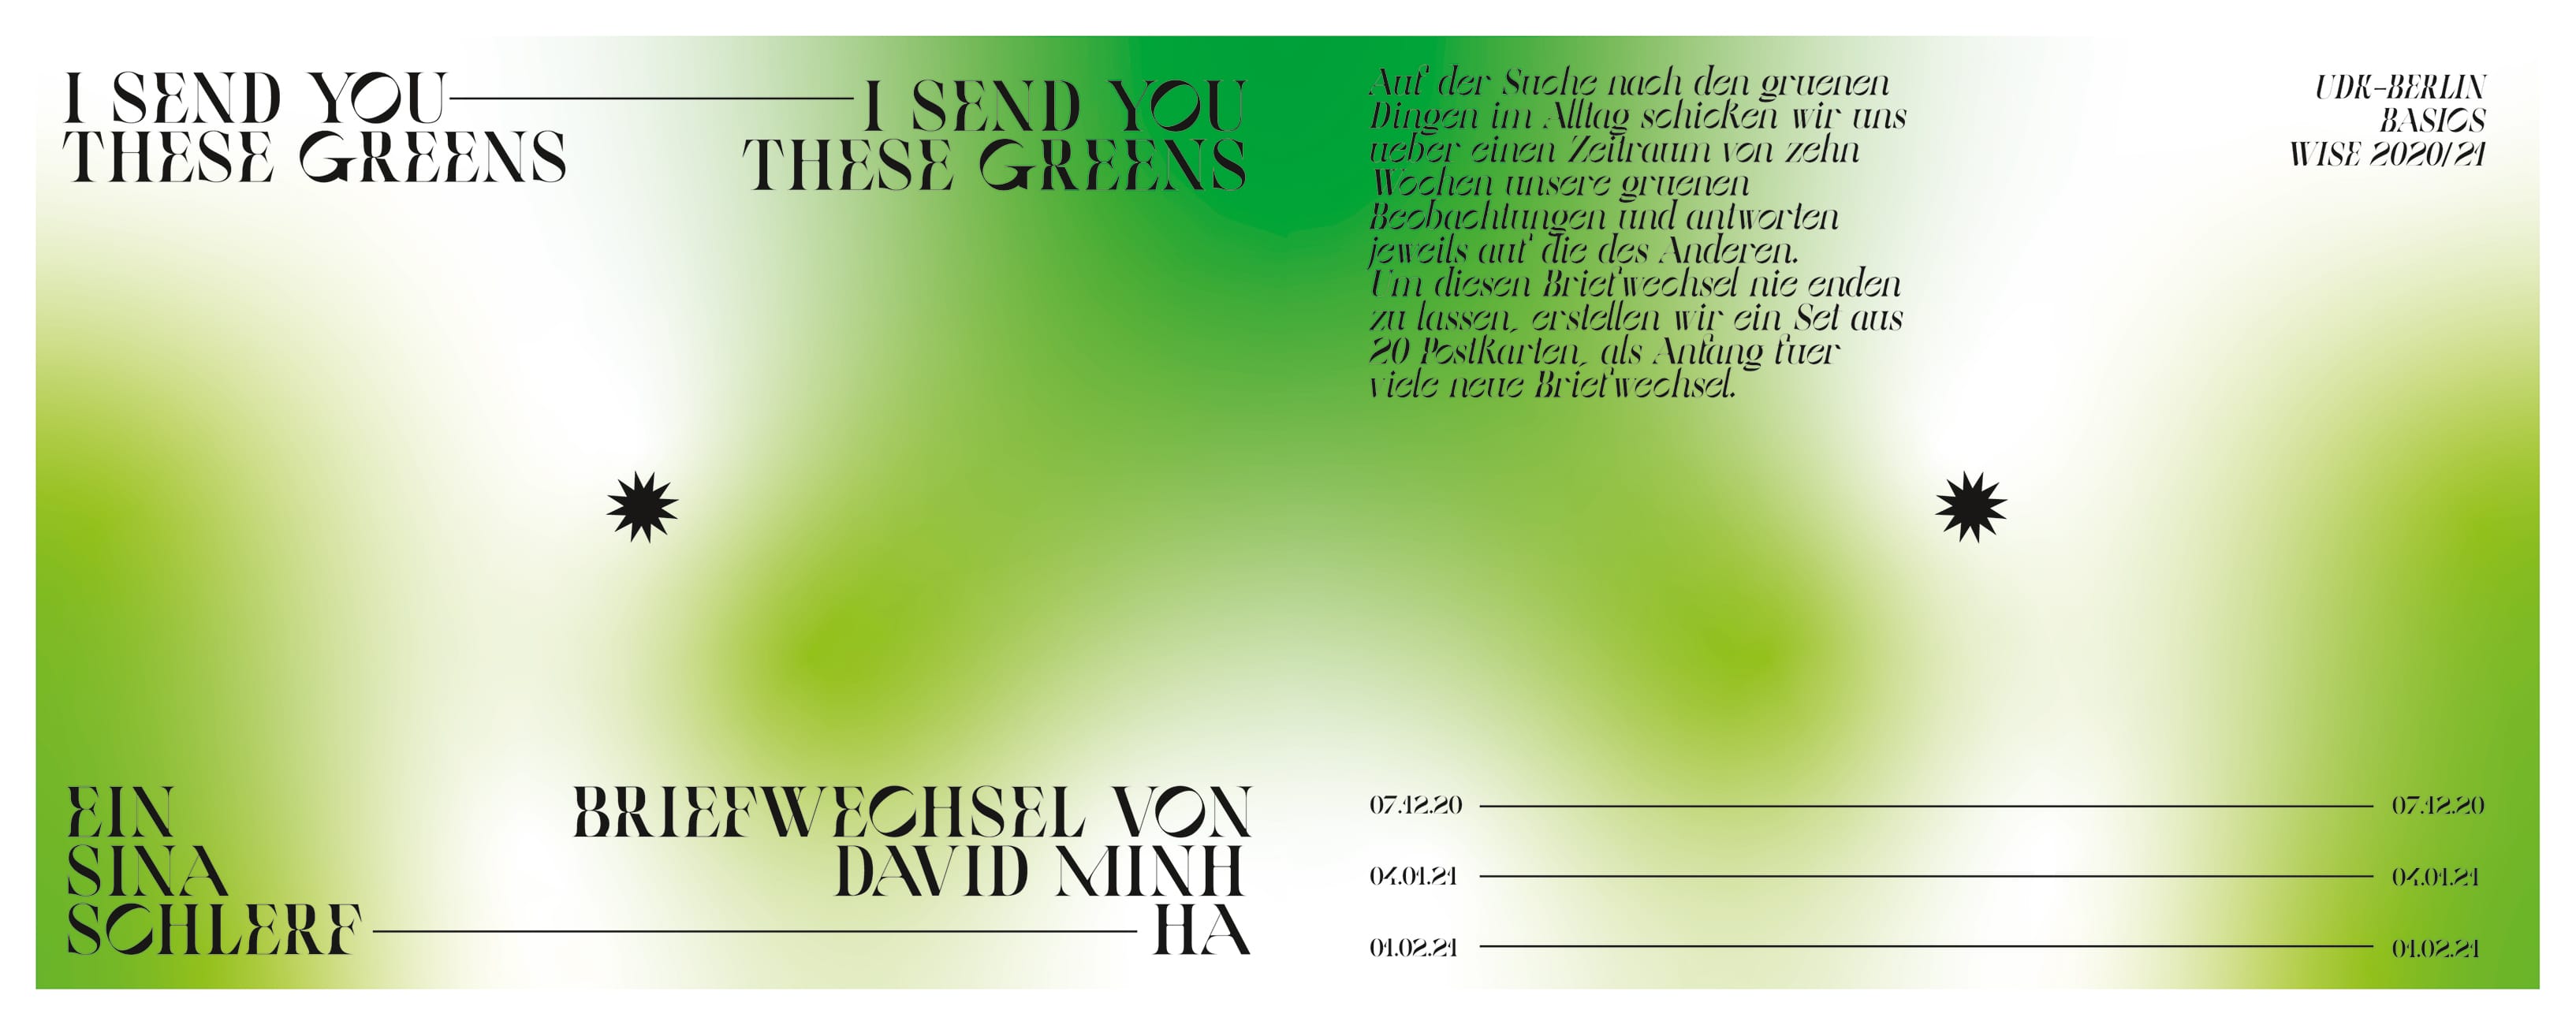 I SEND YOU
THESE GREENS
I SEND YOU
THESE GREENS
Auf der Suche nach den gruenen
Dingen im Alltag schicken wir uns
ueber einen Zeitraum von zehn
Wochen unsere gruenen
Beobachtungen und antworten
jeweils auf die des Anderen.
Um diesen Briefwechsel nie enden
zu lassen, erstellen wir ein Set aus
20 Postkarten, als Anfang fuer
viele neue Briefwechsel.
UDK-BERLIN
BASICS
WISE 2020/21
EIN
SINA
SCHLERF
BRIEFWECHSEL VON
DAVID MINH
HA
07.12.20 07.12.20
04.01.21 04.01.21
01.02.21 01.02.21